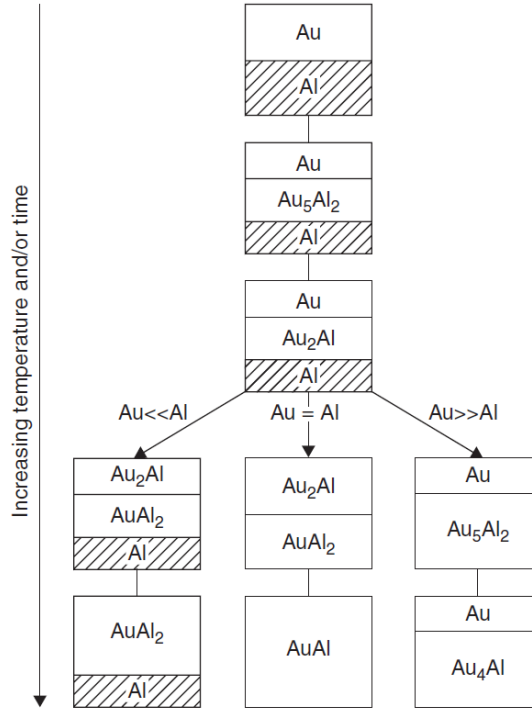 Increasing temperature and/or time
Au
Al
Au
Au₅Al₂
Al
Au
Au₂Al
Al
Au<<Al
Au = Al
Au>>Al
Au₂Al
AuAl₂
Al
Au₂Al
AuAl₂
Au
Au₅Al₂
AuAl₂
Al
AuAl
Au
Au₄Al